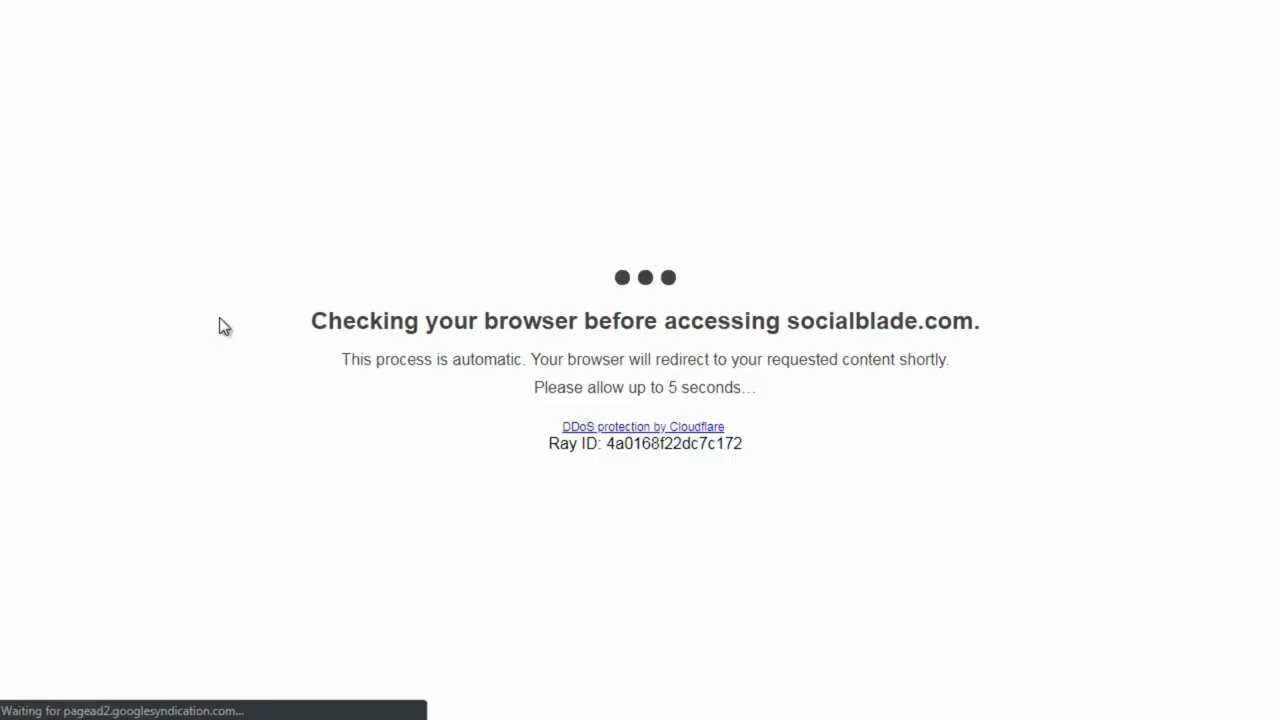 Checking your browser before accessing socialblade.com.
This process is automatic. Your browser will redirect to your requested content shortly.
Please allow up to 5 seconds…
DDoS protection by Cloudflare
Ray ID: 4a0168f22dc7c172
Waiting for pagead2.googlesyndication.com...